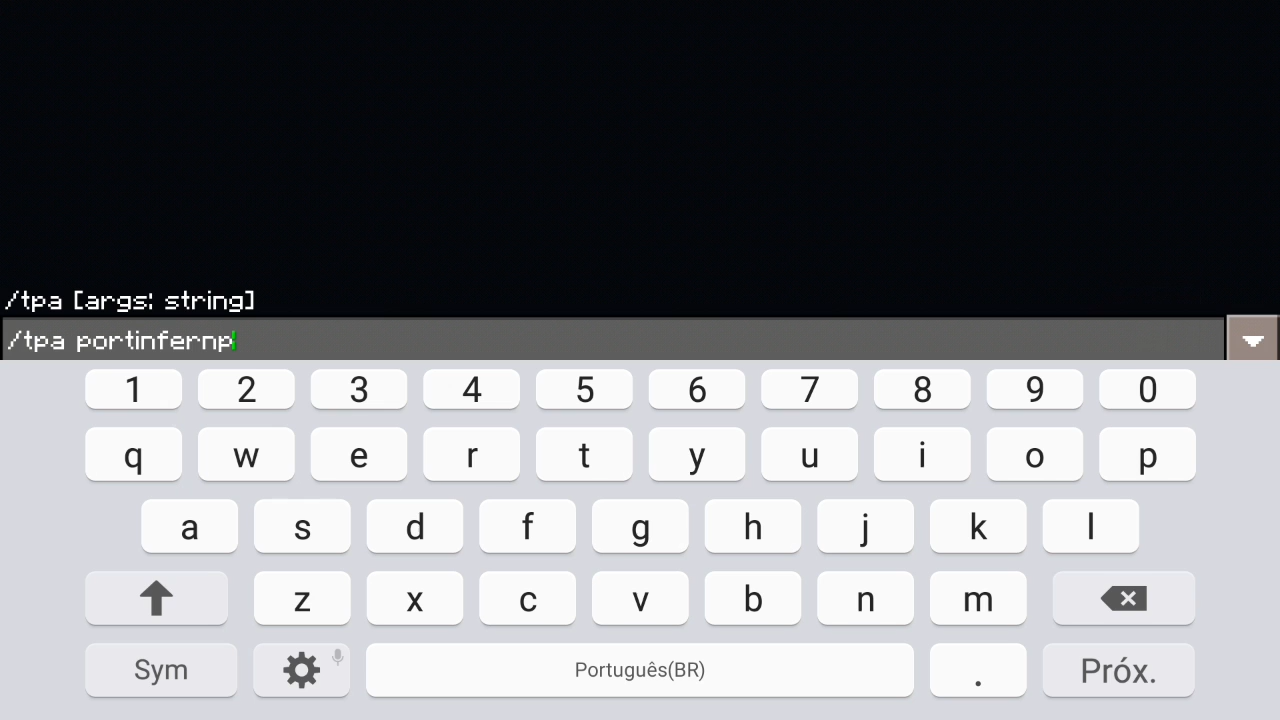 /tpa [args: string]
/tpa portinfernp
1 2 3 4 5 6 7 8 9 0
q w e r t y u i o p
a s d f g h j k l
z x c v b n m
Sym Português(BR) . Próx.